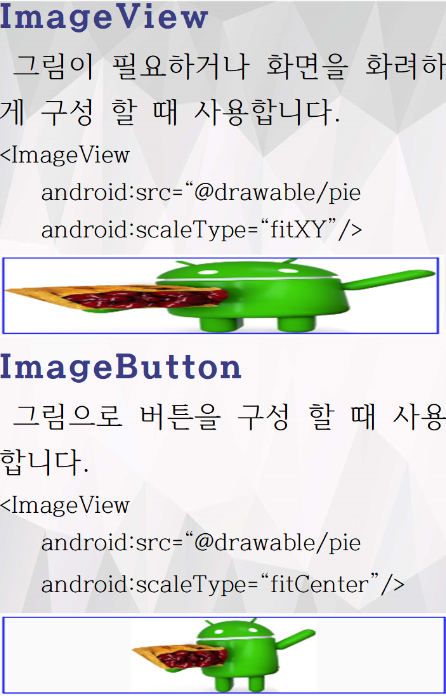 ImageView
그림이 필요하거나 화면을 화려하
게 구성 할 때 사용합니다.
<ImageView
android:src=“@drawable/pie
android:scaleType=“fitXY”/>
ImageButton
그림으로 버튼을 구성 할 때 사용
합니다.
<ImageView
android:src=“@drawable/pie
android:scaleType=“fitCenter”/>